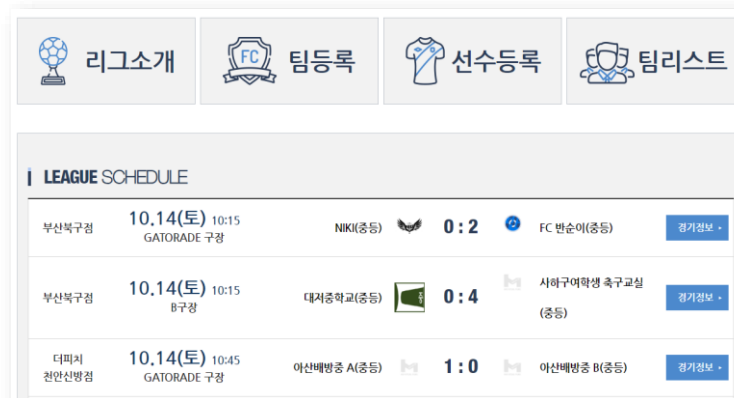 리그소개
FC 팀등록
선수등록
팀리스트
LEAGUE SCHEDULE
부산북구점 10.14(토) 10:15 GATORADE 구장 NIKI(중등) 0 : 2 FC 반순이(중등) 경기정보
부산북구점 10.14(토) 10:15 B구장 대저중학교(중등) 0 : 4 사하구여학생 축구교실 (중등) 경기정보
더피치 천안신방점 10.14(토) 10:45 GATORADE 구장 아산배방중 A(중등) 1 : 0 아산배방중 B(중등) 경기정보